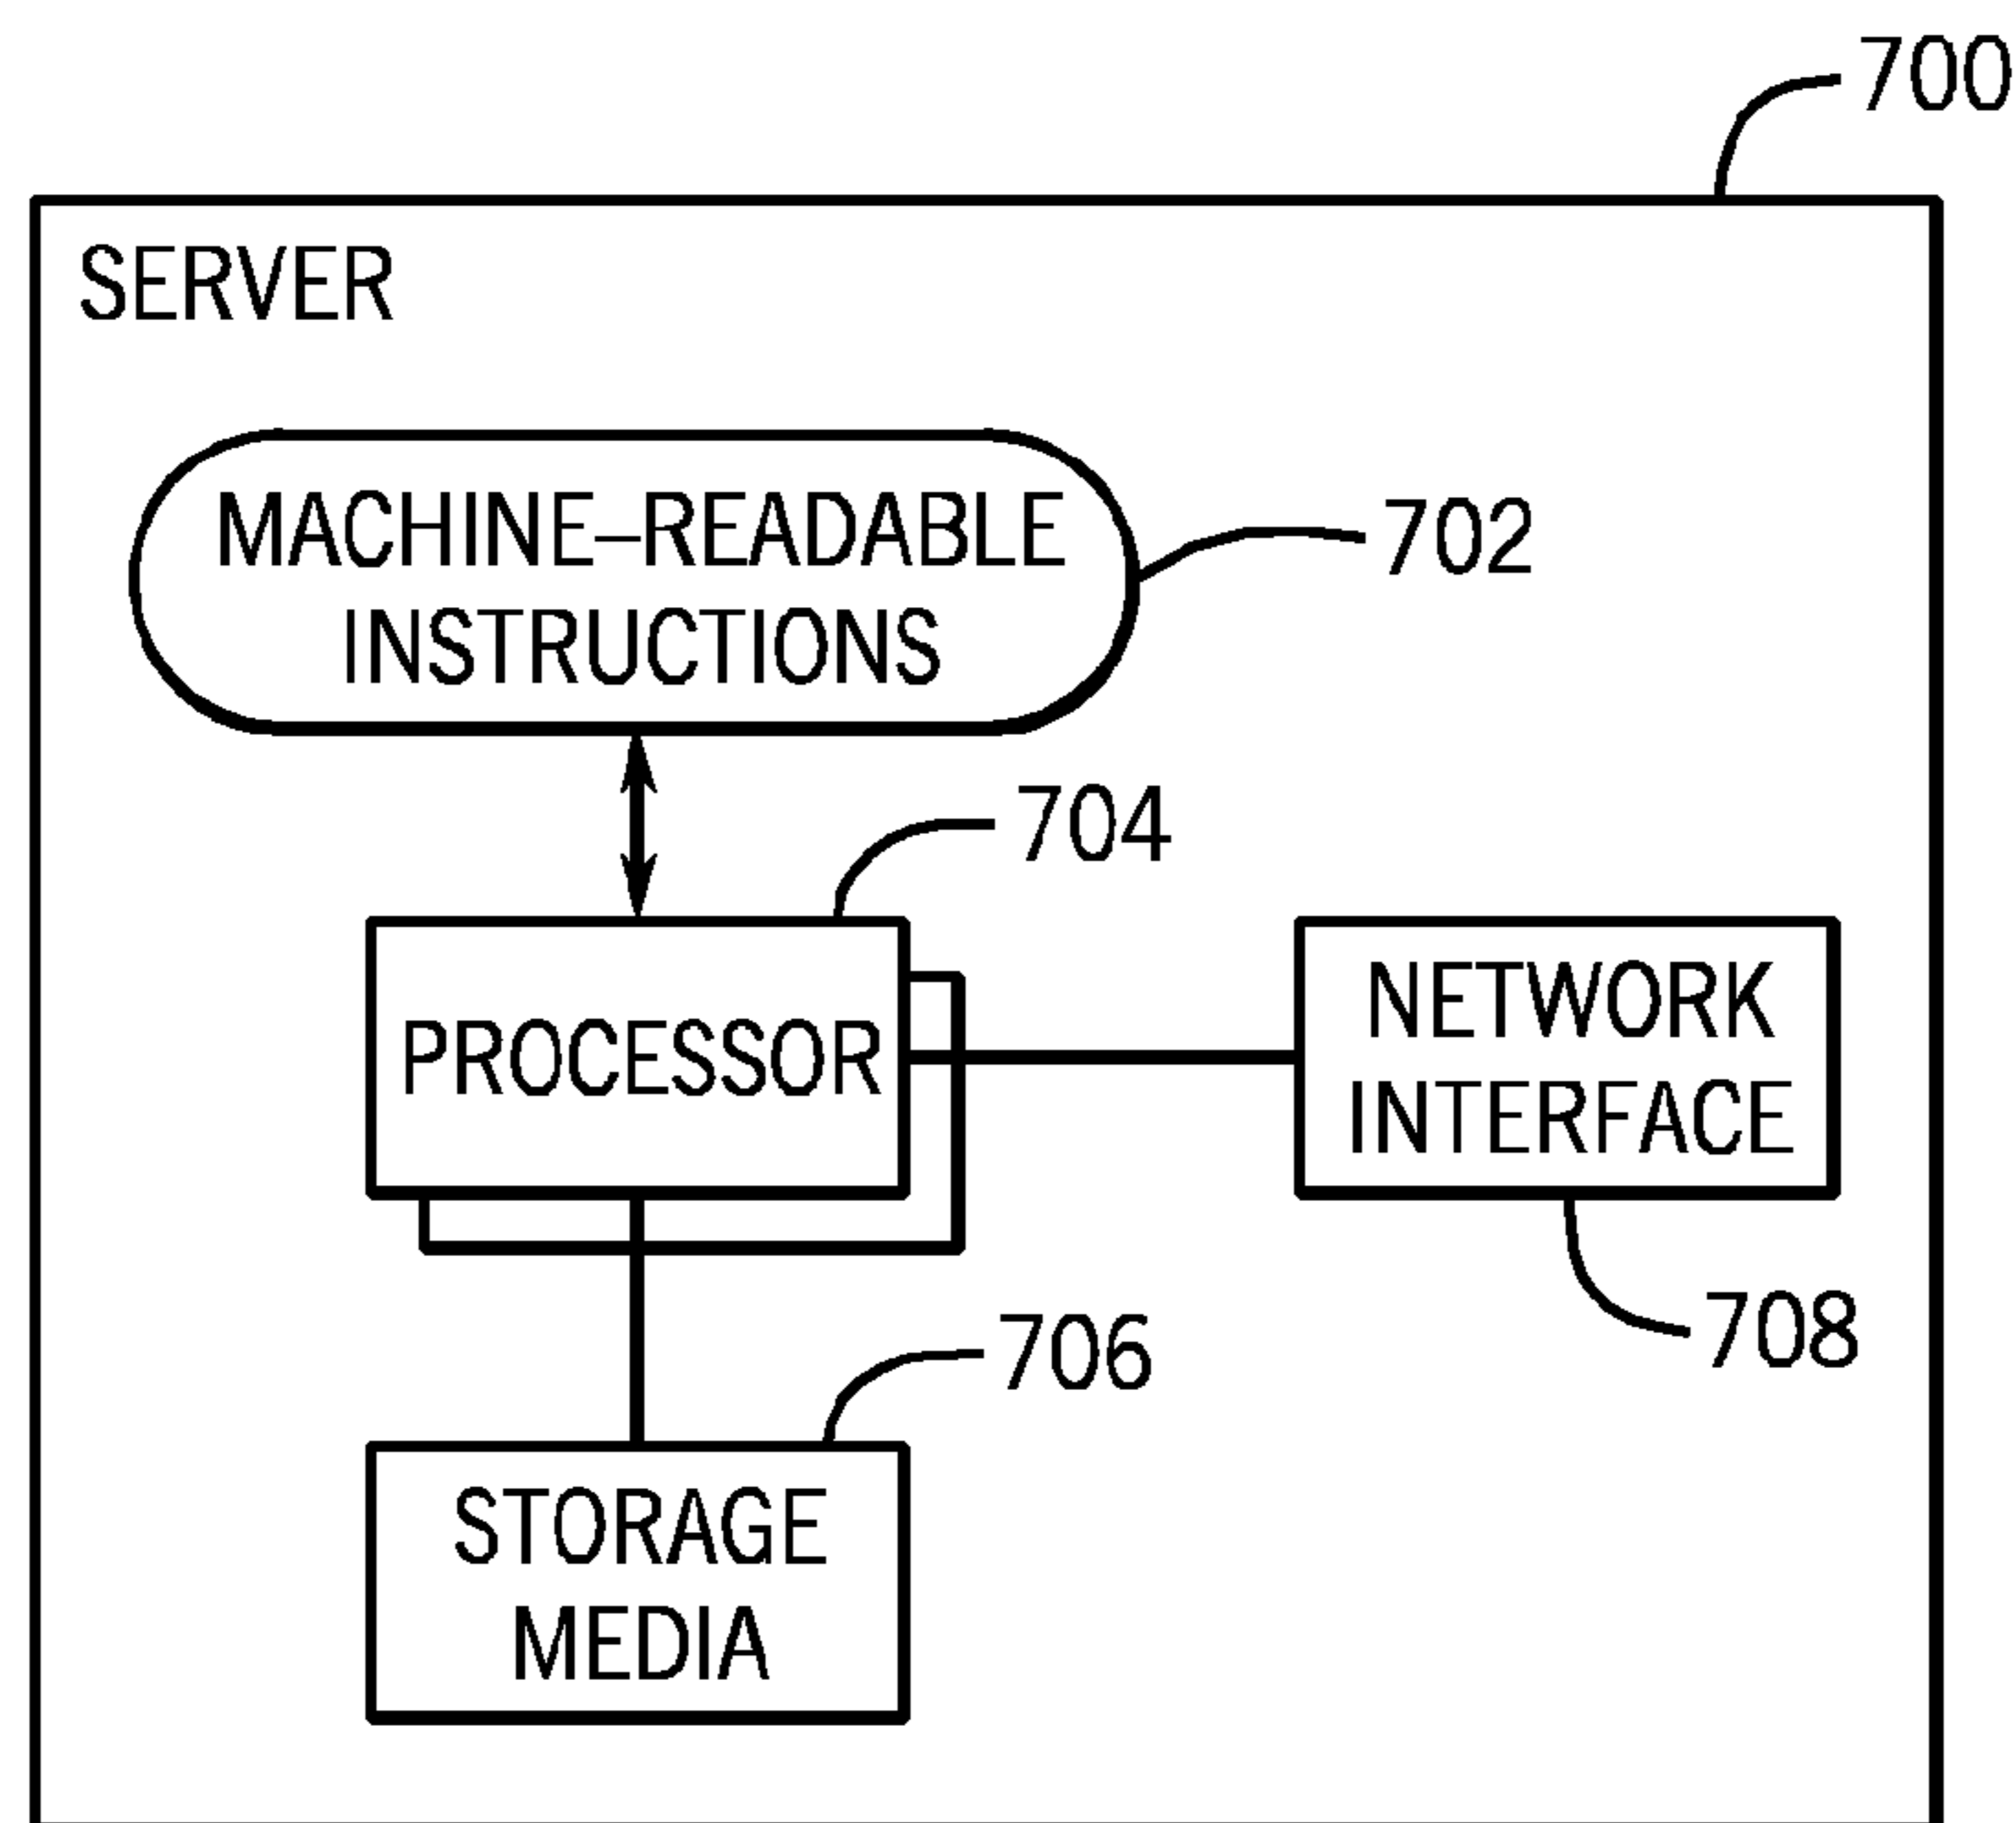 700
SERVER
MACHINE–READABLE
INSTRUCTIONS
702
704
PROCESSOR
NETWORK
INTERFACE
708
706
STORAGE
MEDIA